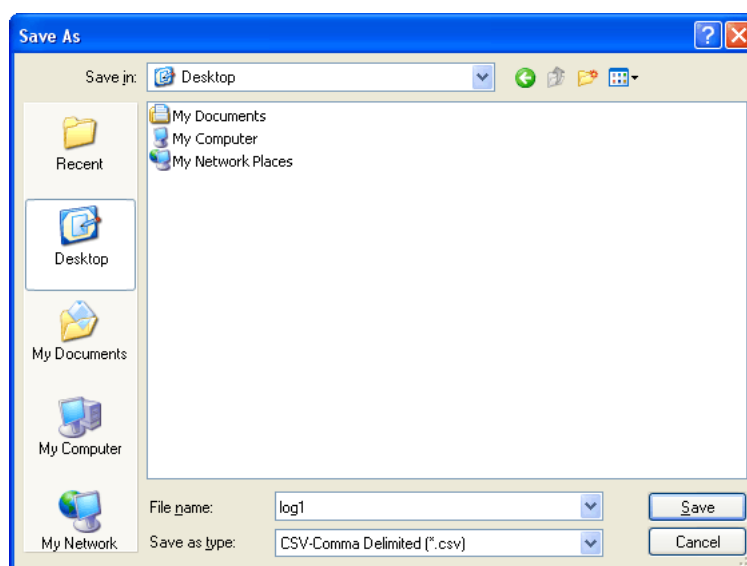 Save As
Save in: Desktop
My Documents
My Computer
My Network Places
Recent
Desktop
My Documents
My Computer
My Network
File name: log1 Save
Save as type: CSV-Comma Delimited (*.csv) Cancel